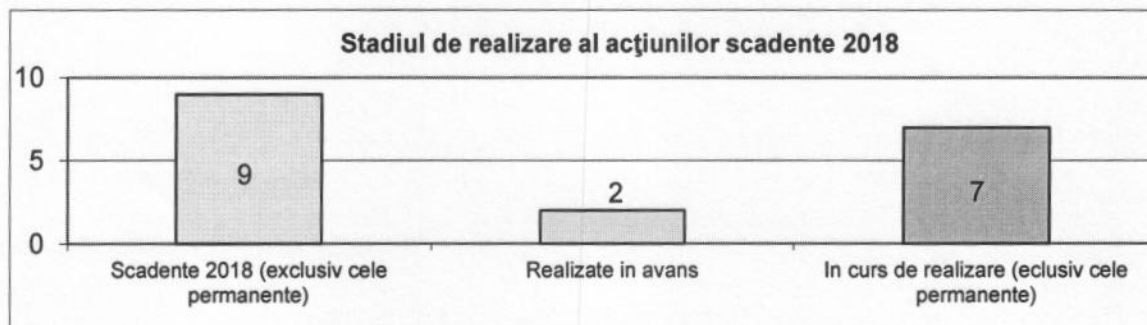 Stadiul de realizare al acţiunilor scadente 2018
10
5
0
9
2
7
Scadente 2018 (exclusiv cele
permanente)
Realizate in avans
In curs de realizare (eclusiv cele
permanente)